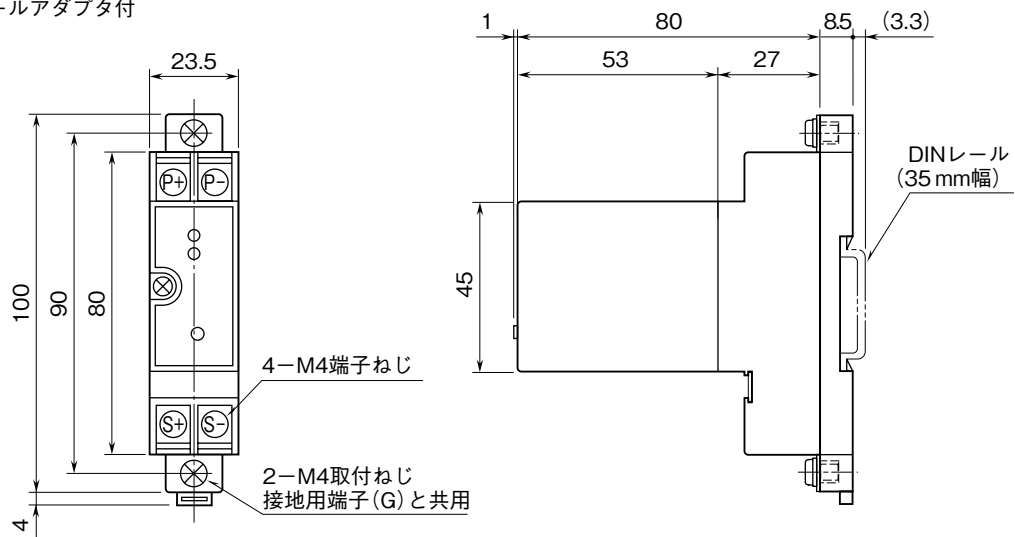 ールアダプタ付
1
80
8.5
(3.3)
53
27
23.5
P+
P−
DINレール
(35 mm幅)
100
90
80
45
4−M4端子ねじ
S+
S−
2−M4取付ねじ
接地用端子(G)と共用
4